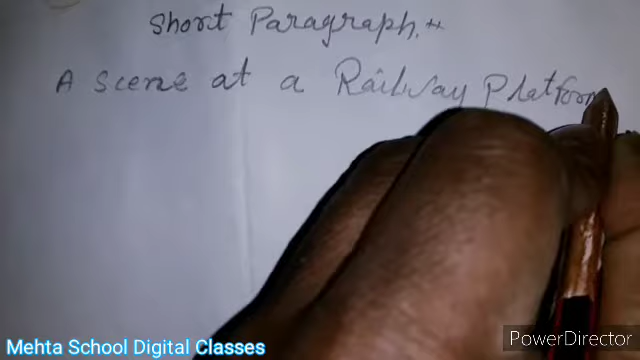 Short Paragraph.
A scene at a Railway Platform
PowerDirector
Mehta School Digital Classes